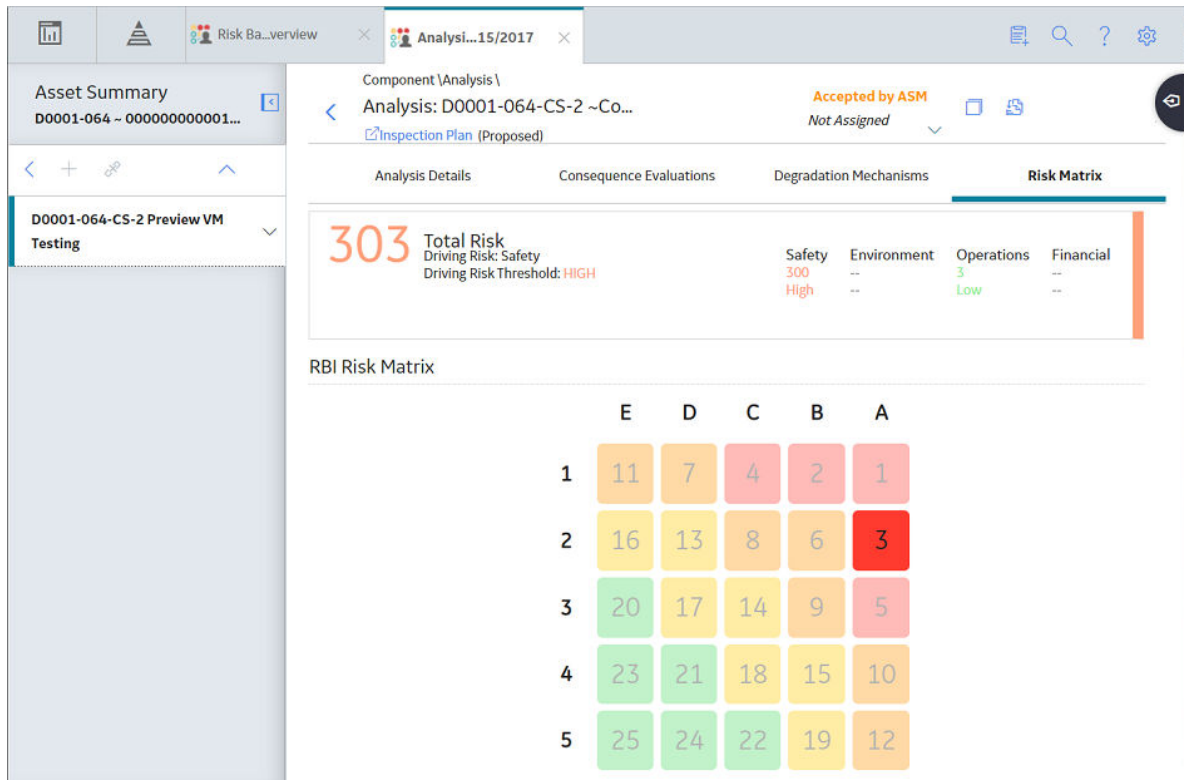 Risk Ba...verview
Analysi...15/2017
?
Asset Summary
D0001-064 ~ 000000000001...
D0001-064-CS-2 Preview VM
Testing
Component \Analysis \
Analysis: D0001-064-CS-2 ~Co...
Inspection Plan (Proposed)
Accepted by ASM
Not Assigned
Analysis Details Consequence Evaluations Degradation Mechanisms Risk Matrix
303 Total Risk
Driving Risk: Safety
Driving Risk Threshold: HIGH
Safety Environment Operations Financial
300 -- 3 --
High -- Low --
RBI Risk Matrix
E D C B A
1 11 7 4 2 1
2 16 13 8 6 3
3 20 17 14 9 5
4 23 21 18 15 10
5 25 24 22 19 12